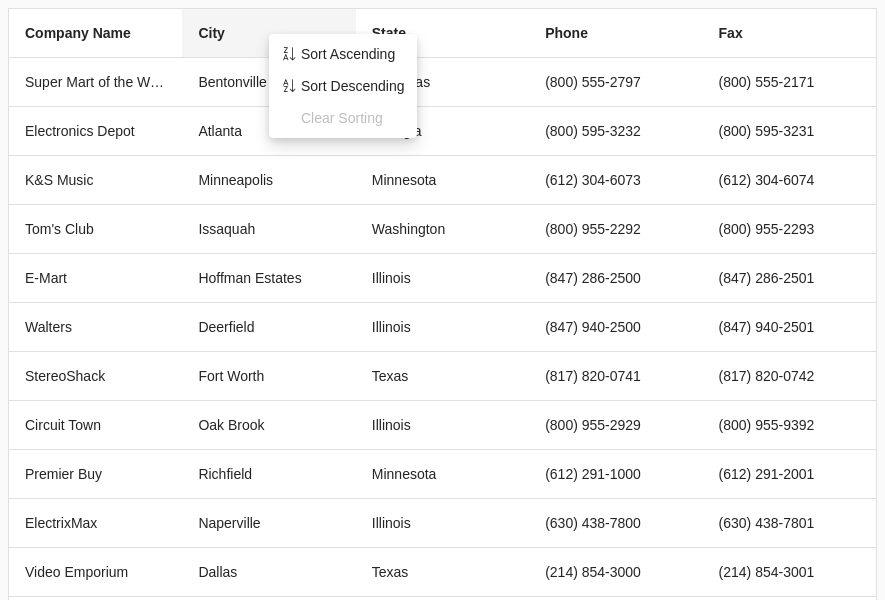 Company Name City State Phone Fax
Sort Ascending
Super Mart of the W… Bentonville (800) 555-2797 (800) 555-2171
Sort Descending
Clear Sorting
Electronics Depot Atlanta (800) 595-3232 (800) 595-3231
K&S Music Minneapolis Minnesota (612) 304-6073 (612) 304-6074
Tom's Club Issaquah Washington (800) 955-2292 (800) 955-2293
E-Mart Hoffman Estates Illinois (847) 286-2500 (847) 286-2501
Walters Deerfield Illinois (847) 940-2500 (847) 940-2501
StereoShack Fort Worth Texas (817) 820-0741 (817) 820-0742
Circuit Town Oak Brook Illinois (800) 955-2929 (800) 955-9392
Premier Buy Richfield Minnesota (612) 291-1000 (612) 291-2001
ElectrixMax Naperville Illinois (630) 438-7800 (630) 438-7801
Video Emporium Dallas Texas (214) 854-3000 (214) 854-3001